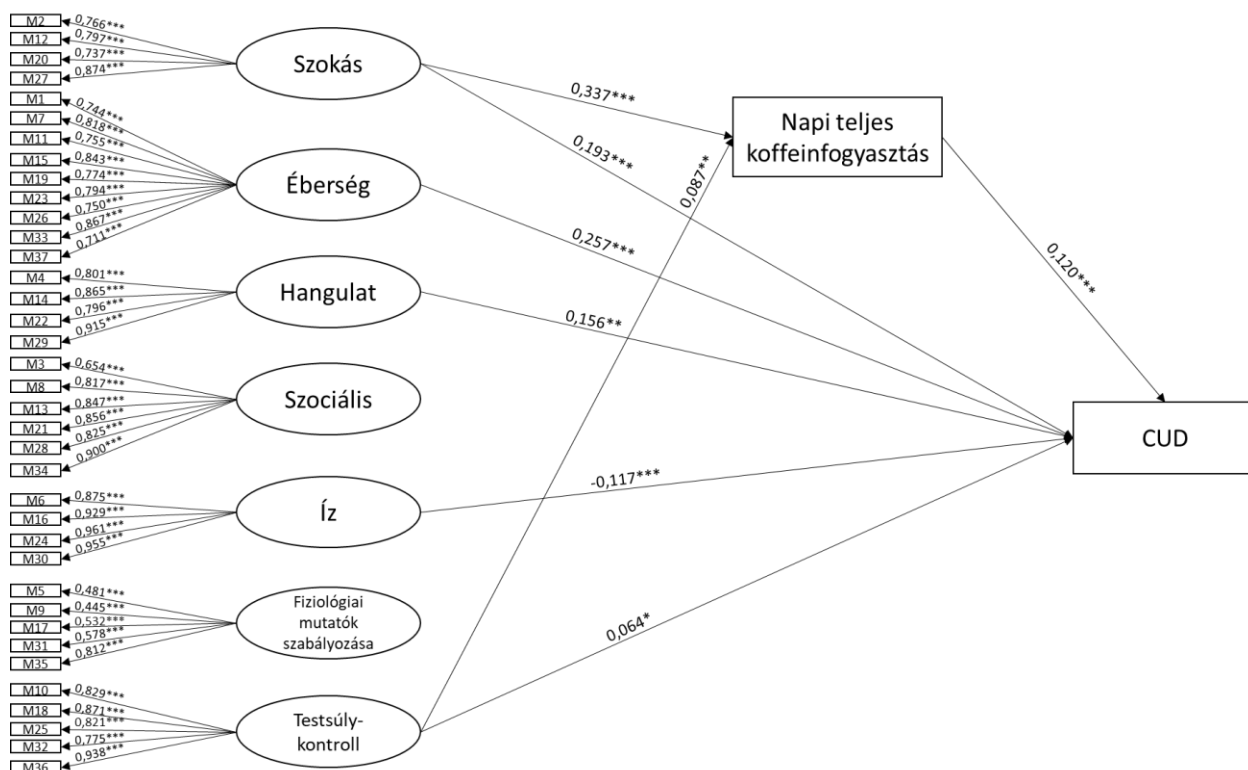 M2
0,766***
M12
0,797***
M20
0,737***
M27
0,874***
Szokás
M1
0,744***
M7
0,818***
M11
0,755***
M15
0,843***
M19
0,774***
M23
0,794***
M26
0,750***
M33
0,867***
M37
0,711***
Éberség
M4
0,801***
M14
0,865***
M22
0,796***
M29
0,915***
Hangulat
M3
0,654***
M8
0,817***
M13
0,847***
M21
0,856***
M28
0,825***
M34
0,900***
Szociális
M6
0,875***
M16
0,929***
M24
0,961***
M30
0,955***
Íz
M5
0,481***
M9
0,445***
M17
0,532***
M31
0,578***
M35
0,812***
Fiziológiai
mutatók
szabályozása
M10
0,829***
M18
0,871***
M25
0,821***
M32
0,775***
M36
0,938***
Testsúly-
kontroll
0,337***
0,193***
0,087**
0,257***
0,156**
-0,117***
0,064*
Napi teljes
koffeinfogyasztás
0,120***
CUD